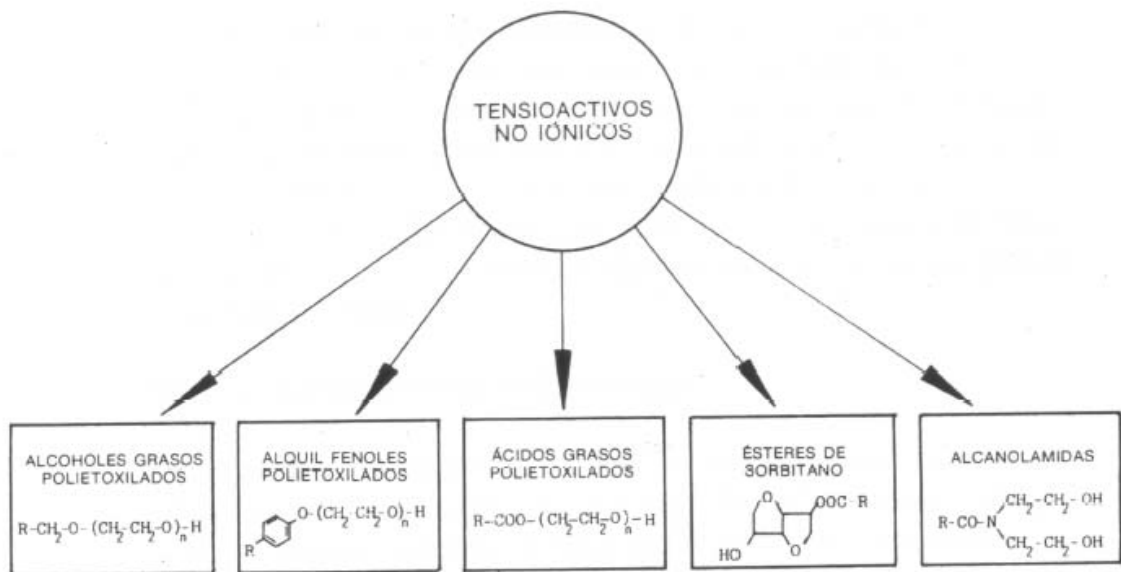 TENSIOACTIVOS
NO IÓNICOS
ALCOHOLES GRASOS
POLIETOXILADOS
R-CH₂-O-(CH₂-CH₂-O)ₙ-H
ALQUIL FENOLES
POLIETOXILADOS
O-(CH₂-CH₂-O)ₙ-H
R
ÁCIDOS GRASOS
POLIETOXILADOS
R-COO-(CH₂-CH₂-O)ₙ-H
ÉSTERES DE
SORBITANO
O
OOC-R
HO
O
ALCANOLAMIDAS
CH₂-CH₂-OH
R-CO-N
CH₂-CH₂-OH